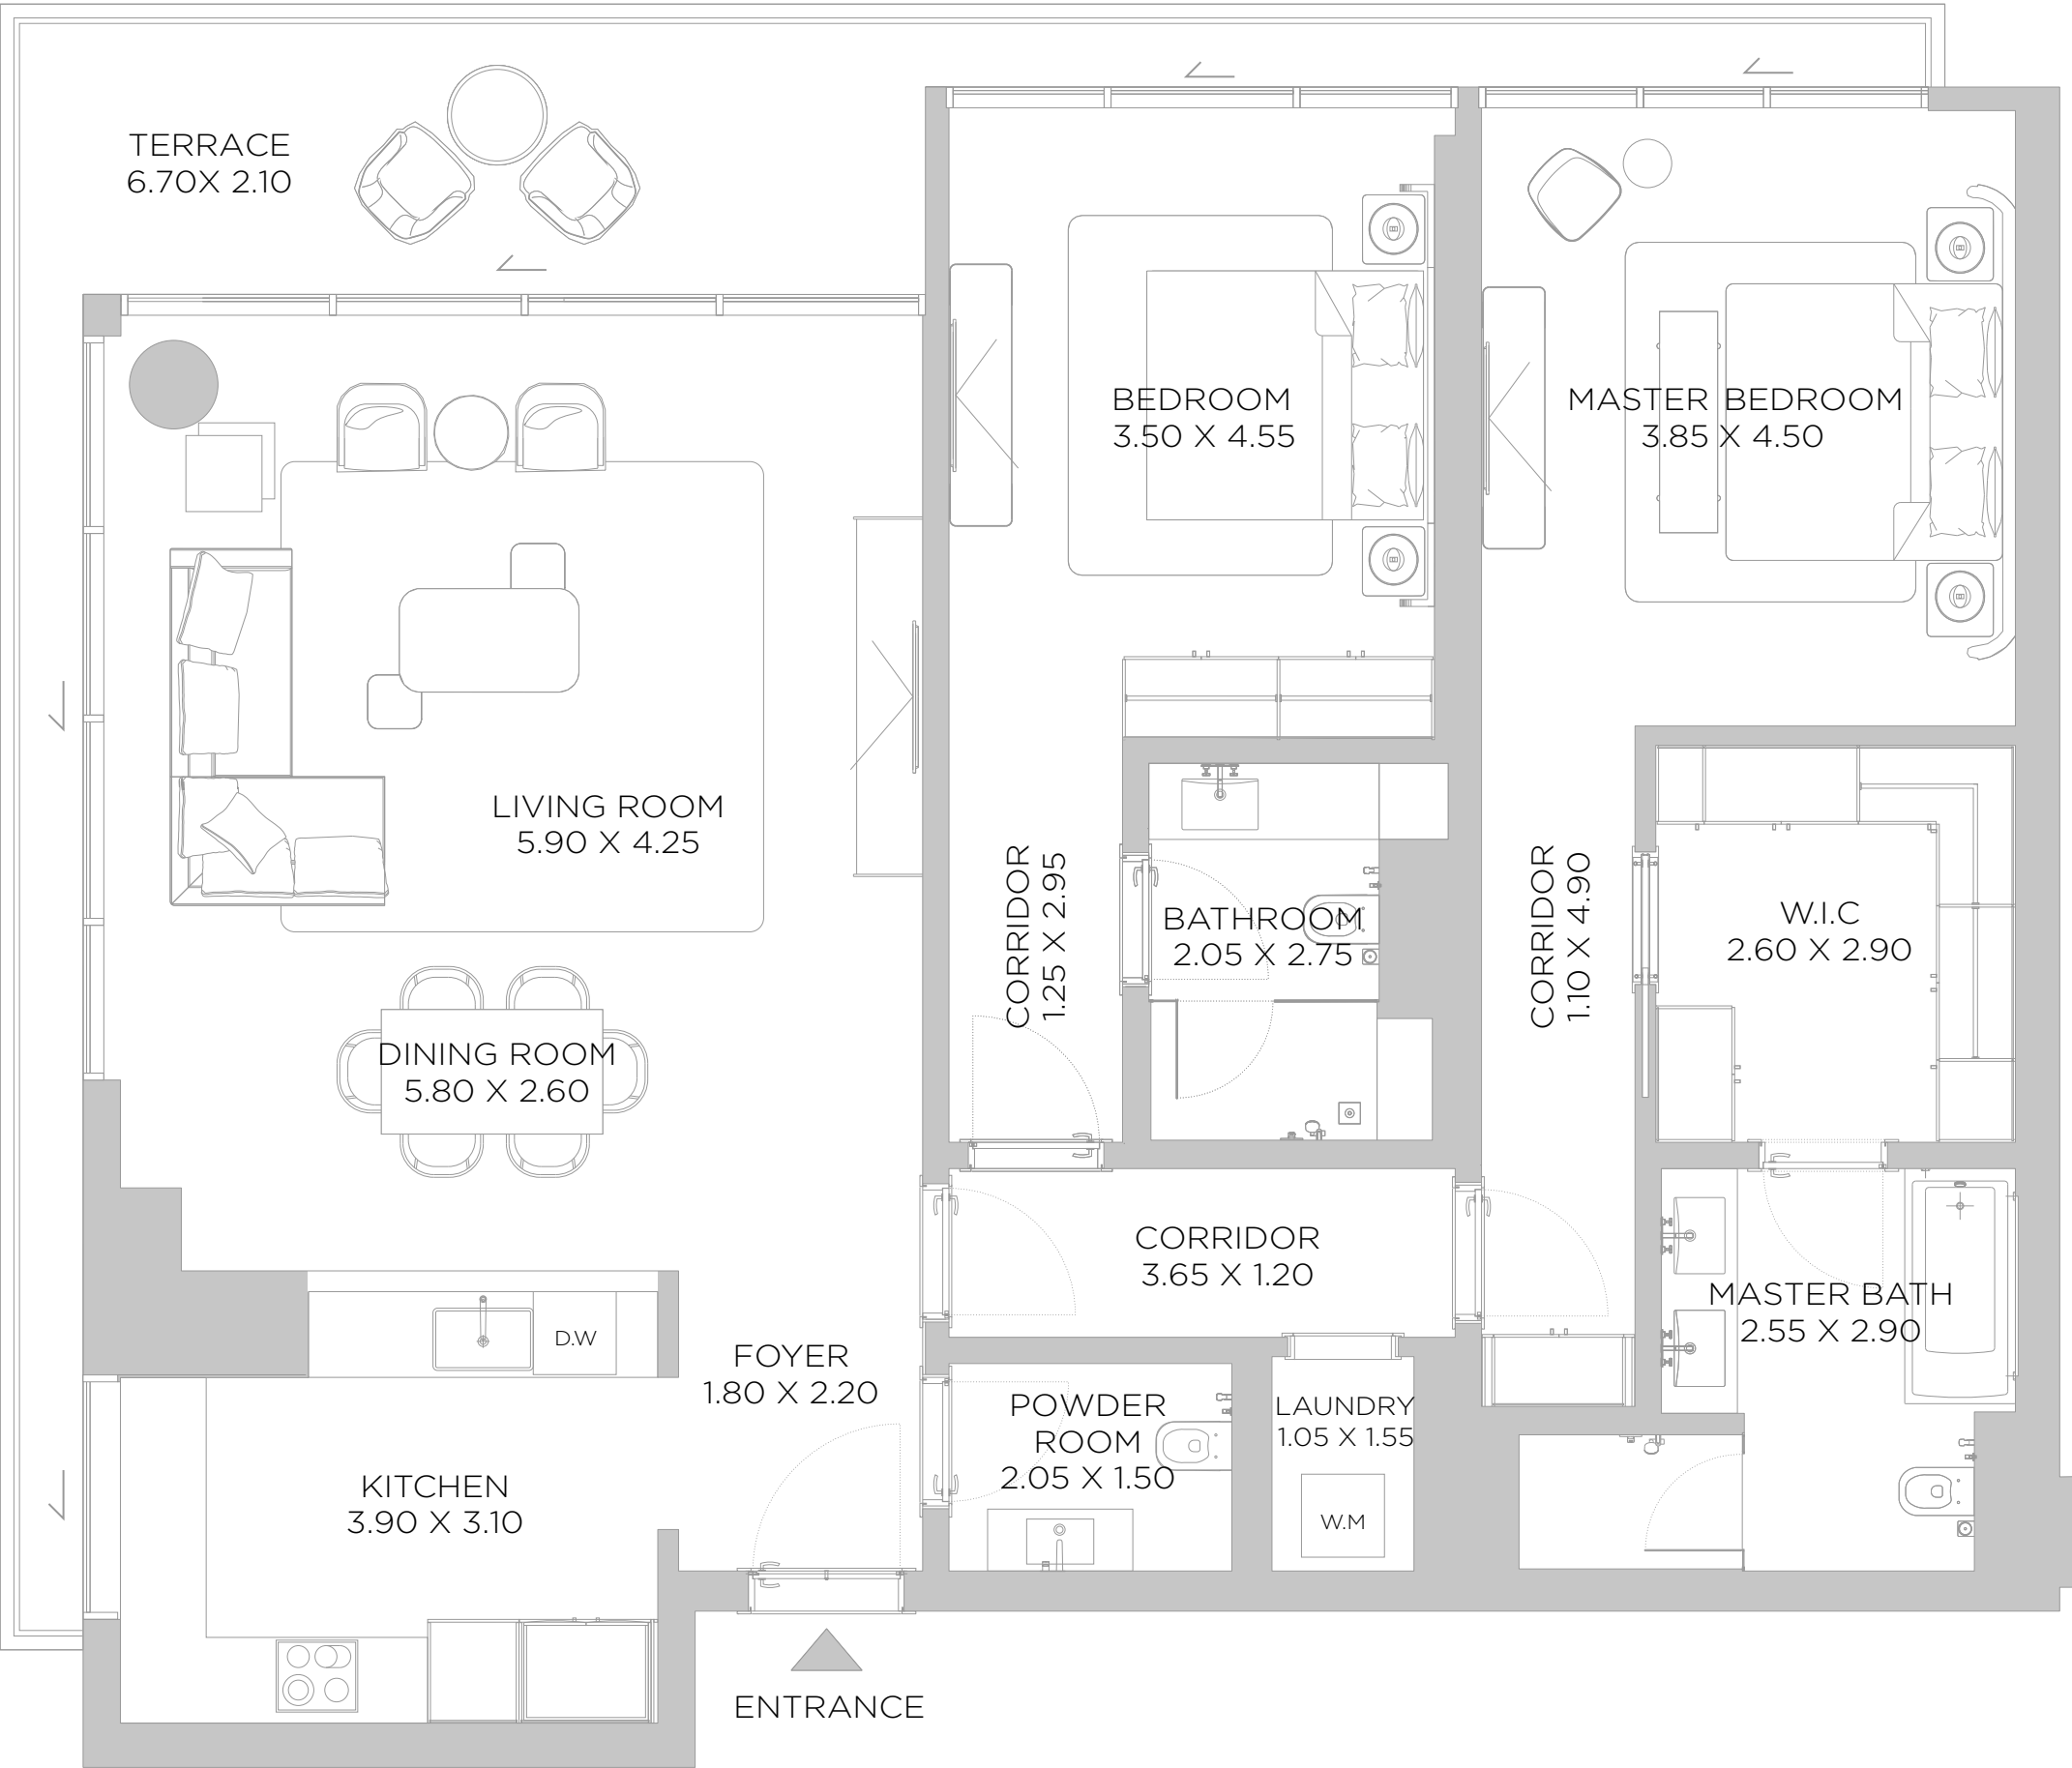 TERRACE
6.70X 2.10
BEDROOM
3.50 X 4.55
MASTER BEDROOM
3.85 X 4.50
LIVING ROOM
5.90 X 4.25
CORRIDOR
1.25 X 2.95
BATHROOM
2.05 X 2.75
CORRIDOR
1.10 X 4.90
W.I.C
2.60 X 2.90
DINING ROOM
5.80 X 2.60
CORRIDOR
3.65 X 1.20
MASTER BATH
2.55 X 2.90
D.W
FOYER
1.80 X 2.20
POWDER
ROOM
2.05 X 1.50
LAUNDRY
1.05 X 1.55
KITCHEN
3.90 X 3.10
W.M
ENTRANCE